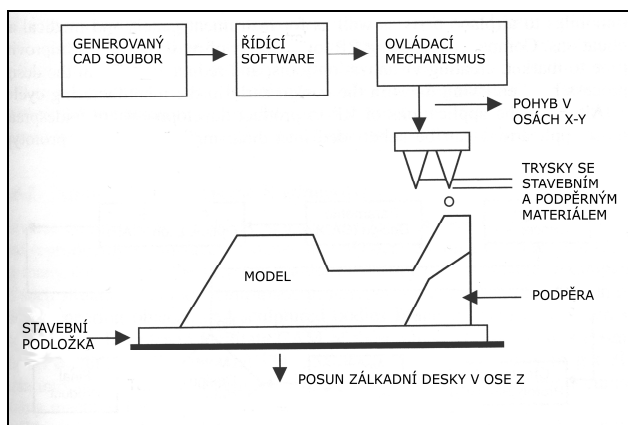 GENEROVANÝ
CAD SOUBOR
ŘÍDÍCÍ
SOFTWARE
OVLÁDACÍ
MECHANISMUS
POHYB V
OSÁCH X-Y
TRYSKY SE
STAVEBNÍM
A PODPĚRNÝM
MATERIÁLEM
MODEL
PODPĚRA
STAVEBNÍ
PODLOŽKA
POSUN ZÁLKADNÍ DESKY V OSE Z